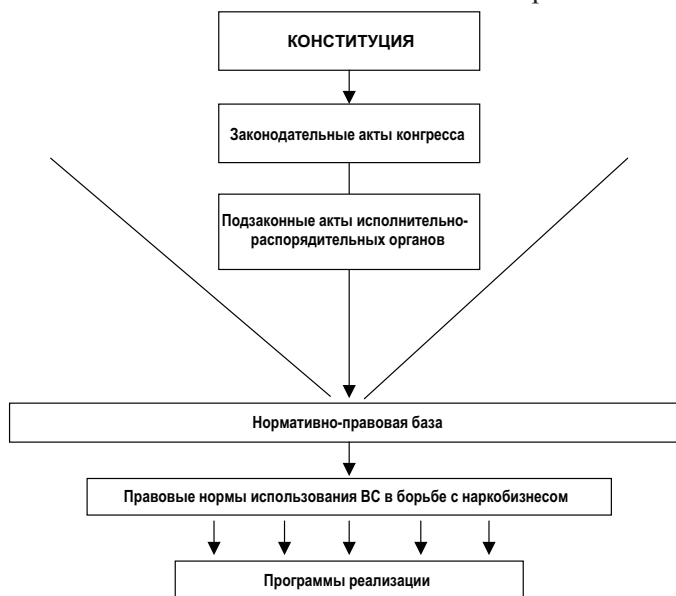 КОНСТИТУЦИЯ
Законодательные акты конгресса
Подзаконные акты исполнительно-
распорядительных органов
Нормативно-правовая база
Правовые нормы использования ВС в борьбе с наркобизнесом
Программы реализации